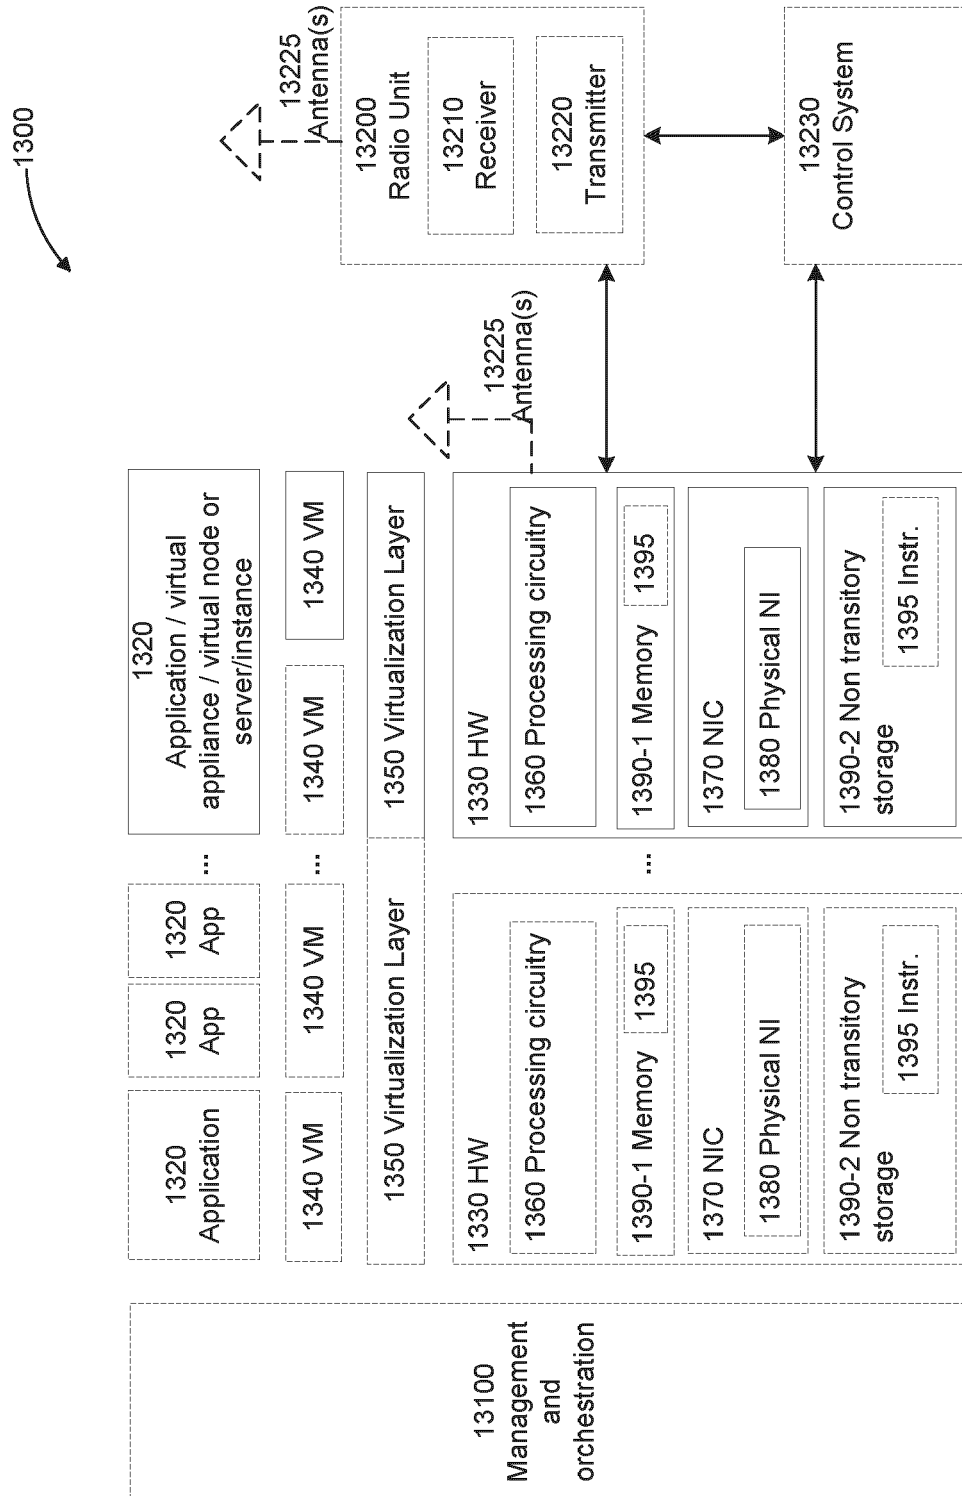 1300
13100
Management
and
orchestration
1320
Application
1320
App
1320
App
...
1320
Application / virtual
appliance / virtual node or
server/instance
1340 VM
1340 VM
...
1340 VM
1340 VM
1350 Virtualization Layer
1350 Virtualization Layer
1330 HW
1360 Processing circuitry
1390-1 Memory
1395
1370 NIC
1380 Physical NI
1390-2 Non transitory
storage
1395 Instr.
...
1330 HW
1360 Processing circuitry
1390-1 Memory
1395
1370 NIC
1380 Physical NI
1390-2 Non transitory
storage
1395 Instr.
13225
Antenna(s)
13225
Antenna(s)
13200
Radio Unit
13210
Receiver
13220
Transmitter
13230
Control System